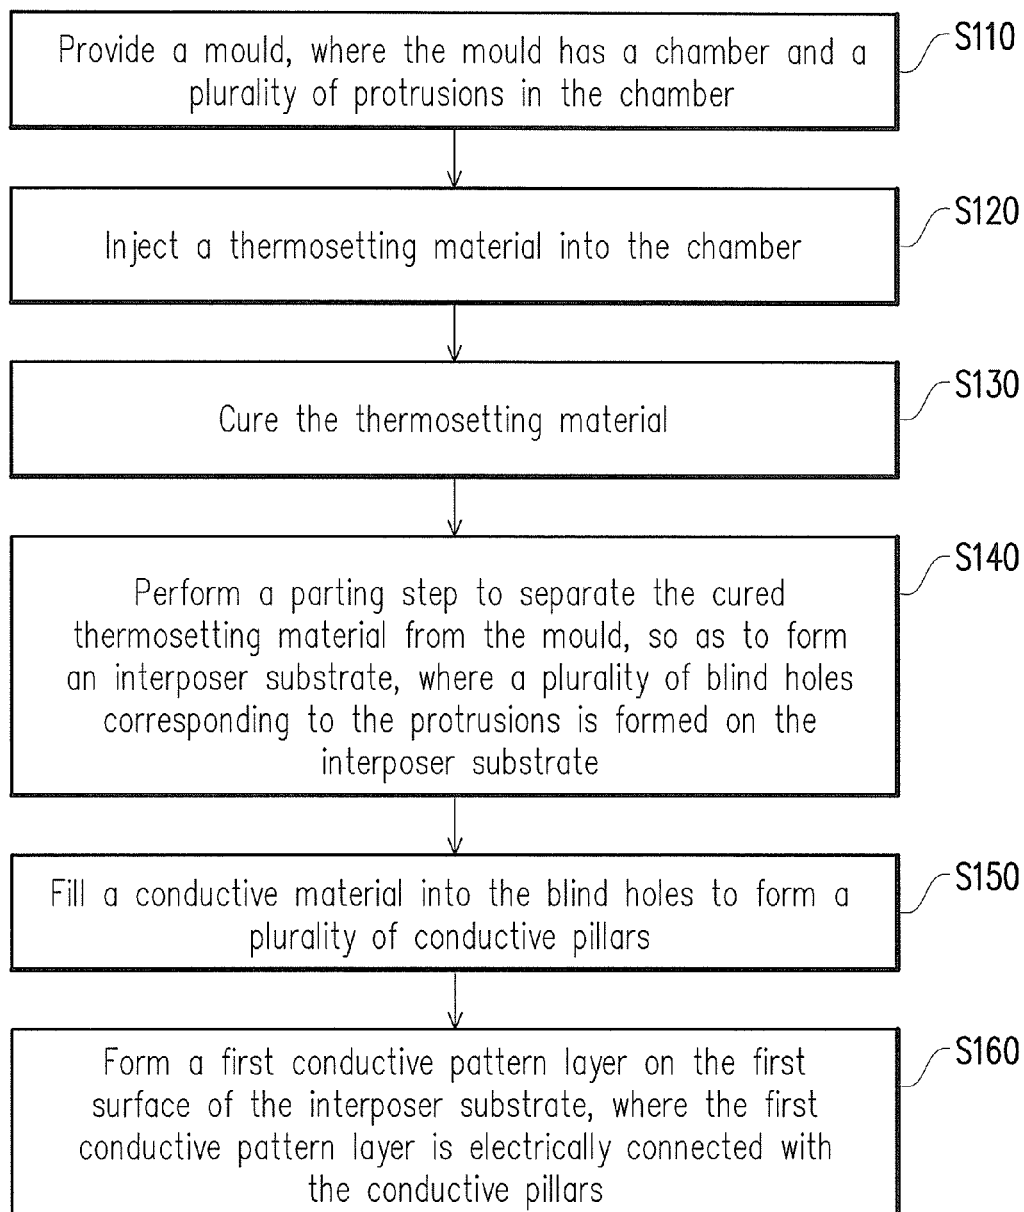 Provide a mould, where the mould has a chamber and a
plurality of protrusions in the chamber
S110
Inject a thermosetting material into the chamber
S120
Cure the thermosetting material
S130
Perform a parting step to separate the cured
thermosetting material from the mould, so as to form
an interposer substrate, where a plurality of blind holes
corresponding to the protrusions is formed on the
interposer substrate
S140
Fill a conductive material into the blind holes to form a
plurality of conductive pillars
S150
Form a first conductive pattern layer on the first
surface of the interposer substrate, where the first
conductive pattern layer is electrically connected with
the conductive pillars
S160